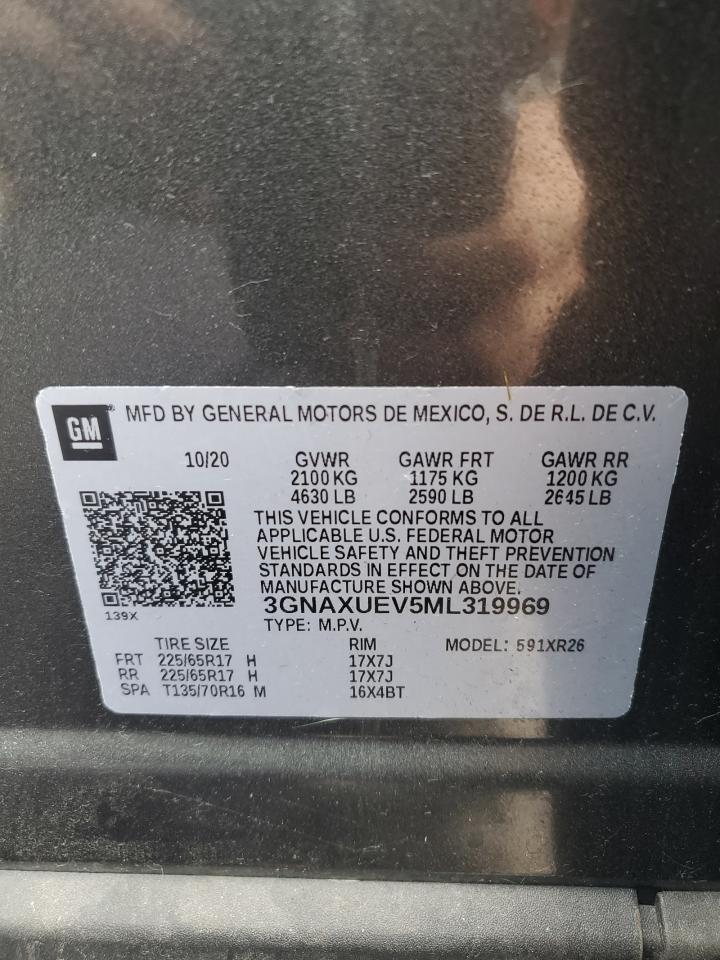 GM MFD BY GENERAL MOTORS DE MEXICO, S. DE R.L. DE C.V.
10/20 GVWR GAWR FRT GAWR RR
2100 KG 1175 KG 1200 KG
4630 LB 2590 LB 2645 LB
THIS VEHICLE CONFORMS TO ALL
APPLICABLE U.S. FEDERAL MOTOR
VEHICLE SAFETY AND THEFT PREVENTION
STANDARDS IN EFFECT ON THE DATE OF
MANUFACTURE SHOWN ABOVE.
3GNAXUEV5ML319969
139X
TYPE: M.P.V.
TIRE SIZE RIM MODEL: 591XR26
FRT 225/65R17 H 17X7J
RR 225/65R17 H 17X7J
SPA T135/70R16 M 16X4BT